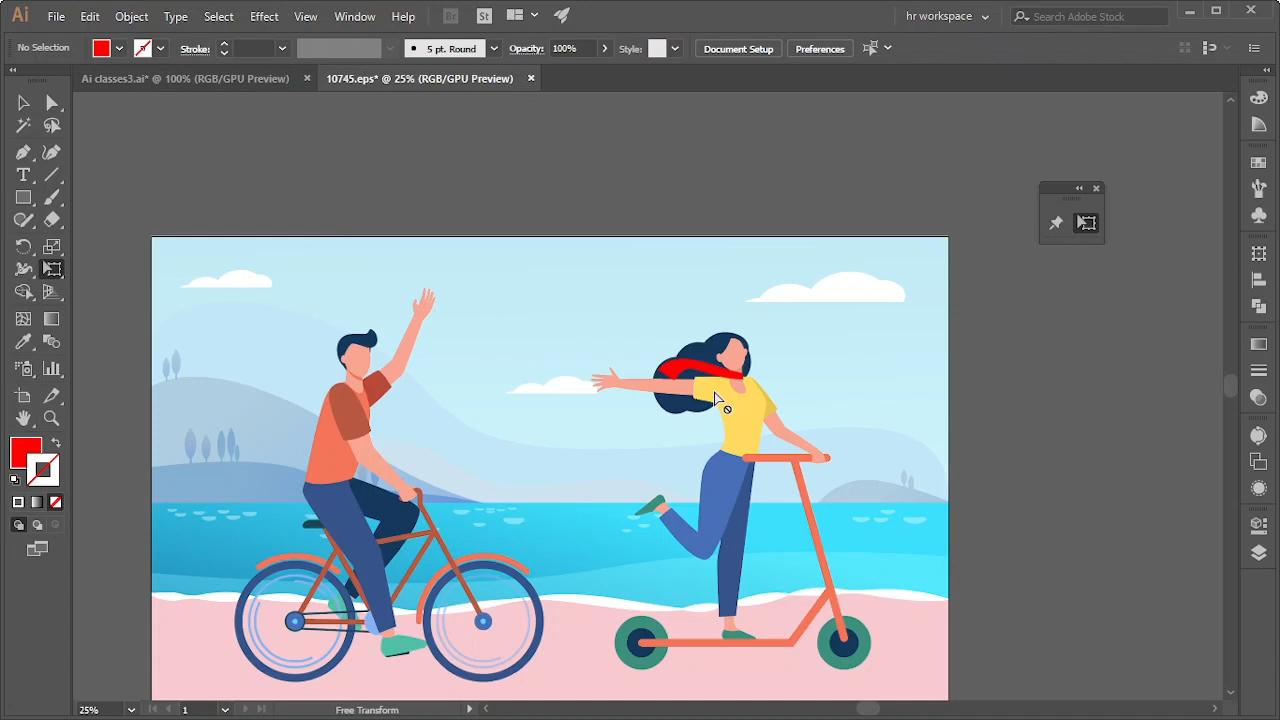 Ai File Edit Object Type Select Effect View Window Help Br St hr workspace Search Adobe Stock
No Selection Stroke: 5 pt. Round Opacity: 100% Style: Document Setup Preferences
Ai classes3.ai* @ 100% (RGB/GPU Preview) × 10745.eps* @ 25% (RGB/GPU Preview) ×
25% 1 Free Transform